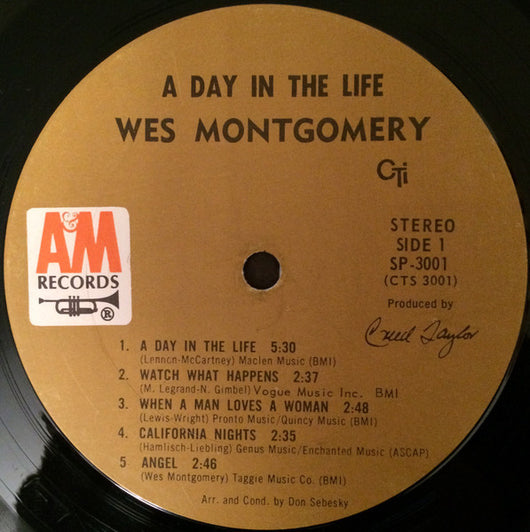 A DAY IN THE LIFE
WES MONTGOMERY
CTi
A&M
RECORDS
®
STEREO
SIDE 1
SP-3001
(CTS 3001)
Produced by
Creed Taylor
1. A DAY IN THE LIFE 5:30
(Lennon-McCartney) Maclen Music (BMI)
2. WATCH WHAT HAPPENS 2:37
(M. Legrand-N. Gimbel) Vogue Music Inc. BMI
3. WHEN A MAN LOVES A WOMAN 2:48
(Lewis-Wright) Pronto Music/Quincy Music (BMI)
4. CALIFORNIA NIGHTS 2:35
(Hamlisch-Liebling) Genus Music/Enchanted Music (ASCAP)
5 ANGEL 2:46
(Wes Montgomery) Taggie Music Co. (BMI)
Arr. and Cond. by Don Sebesky